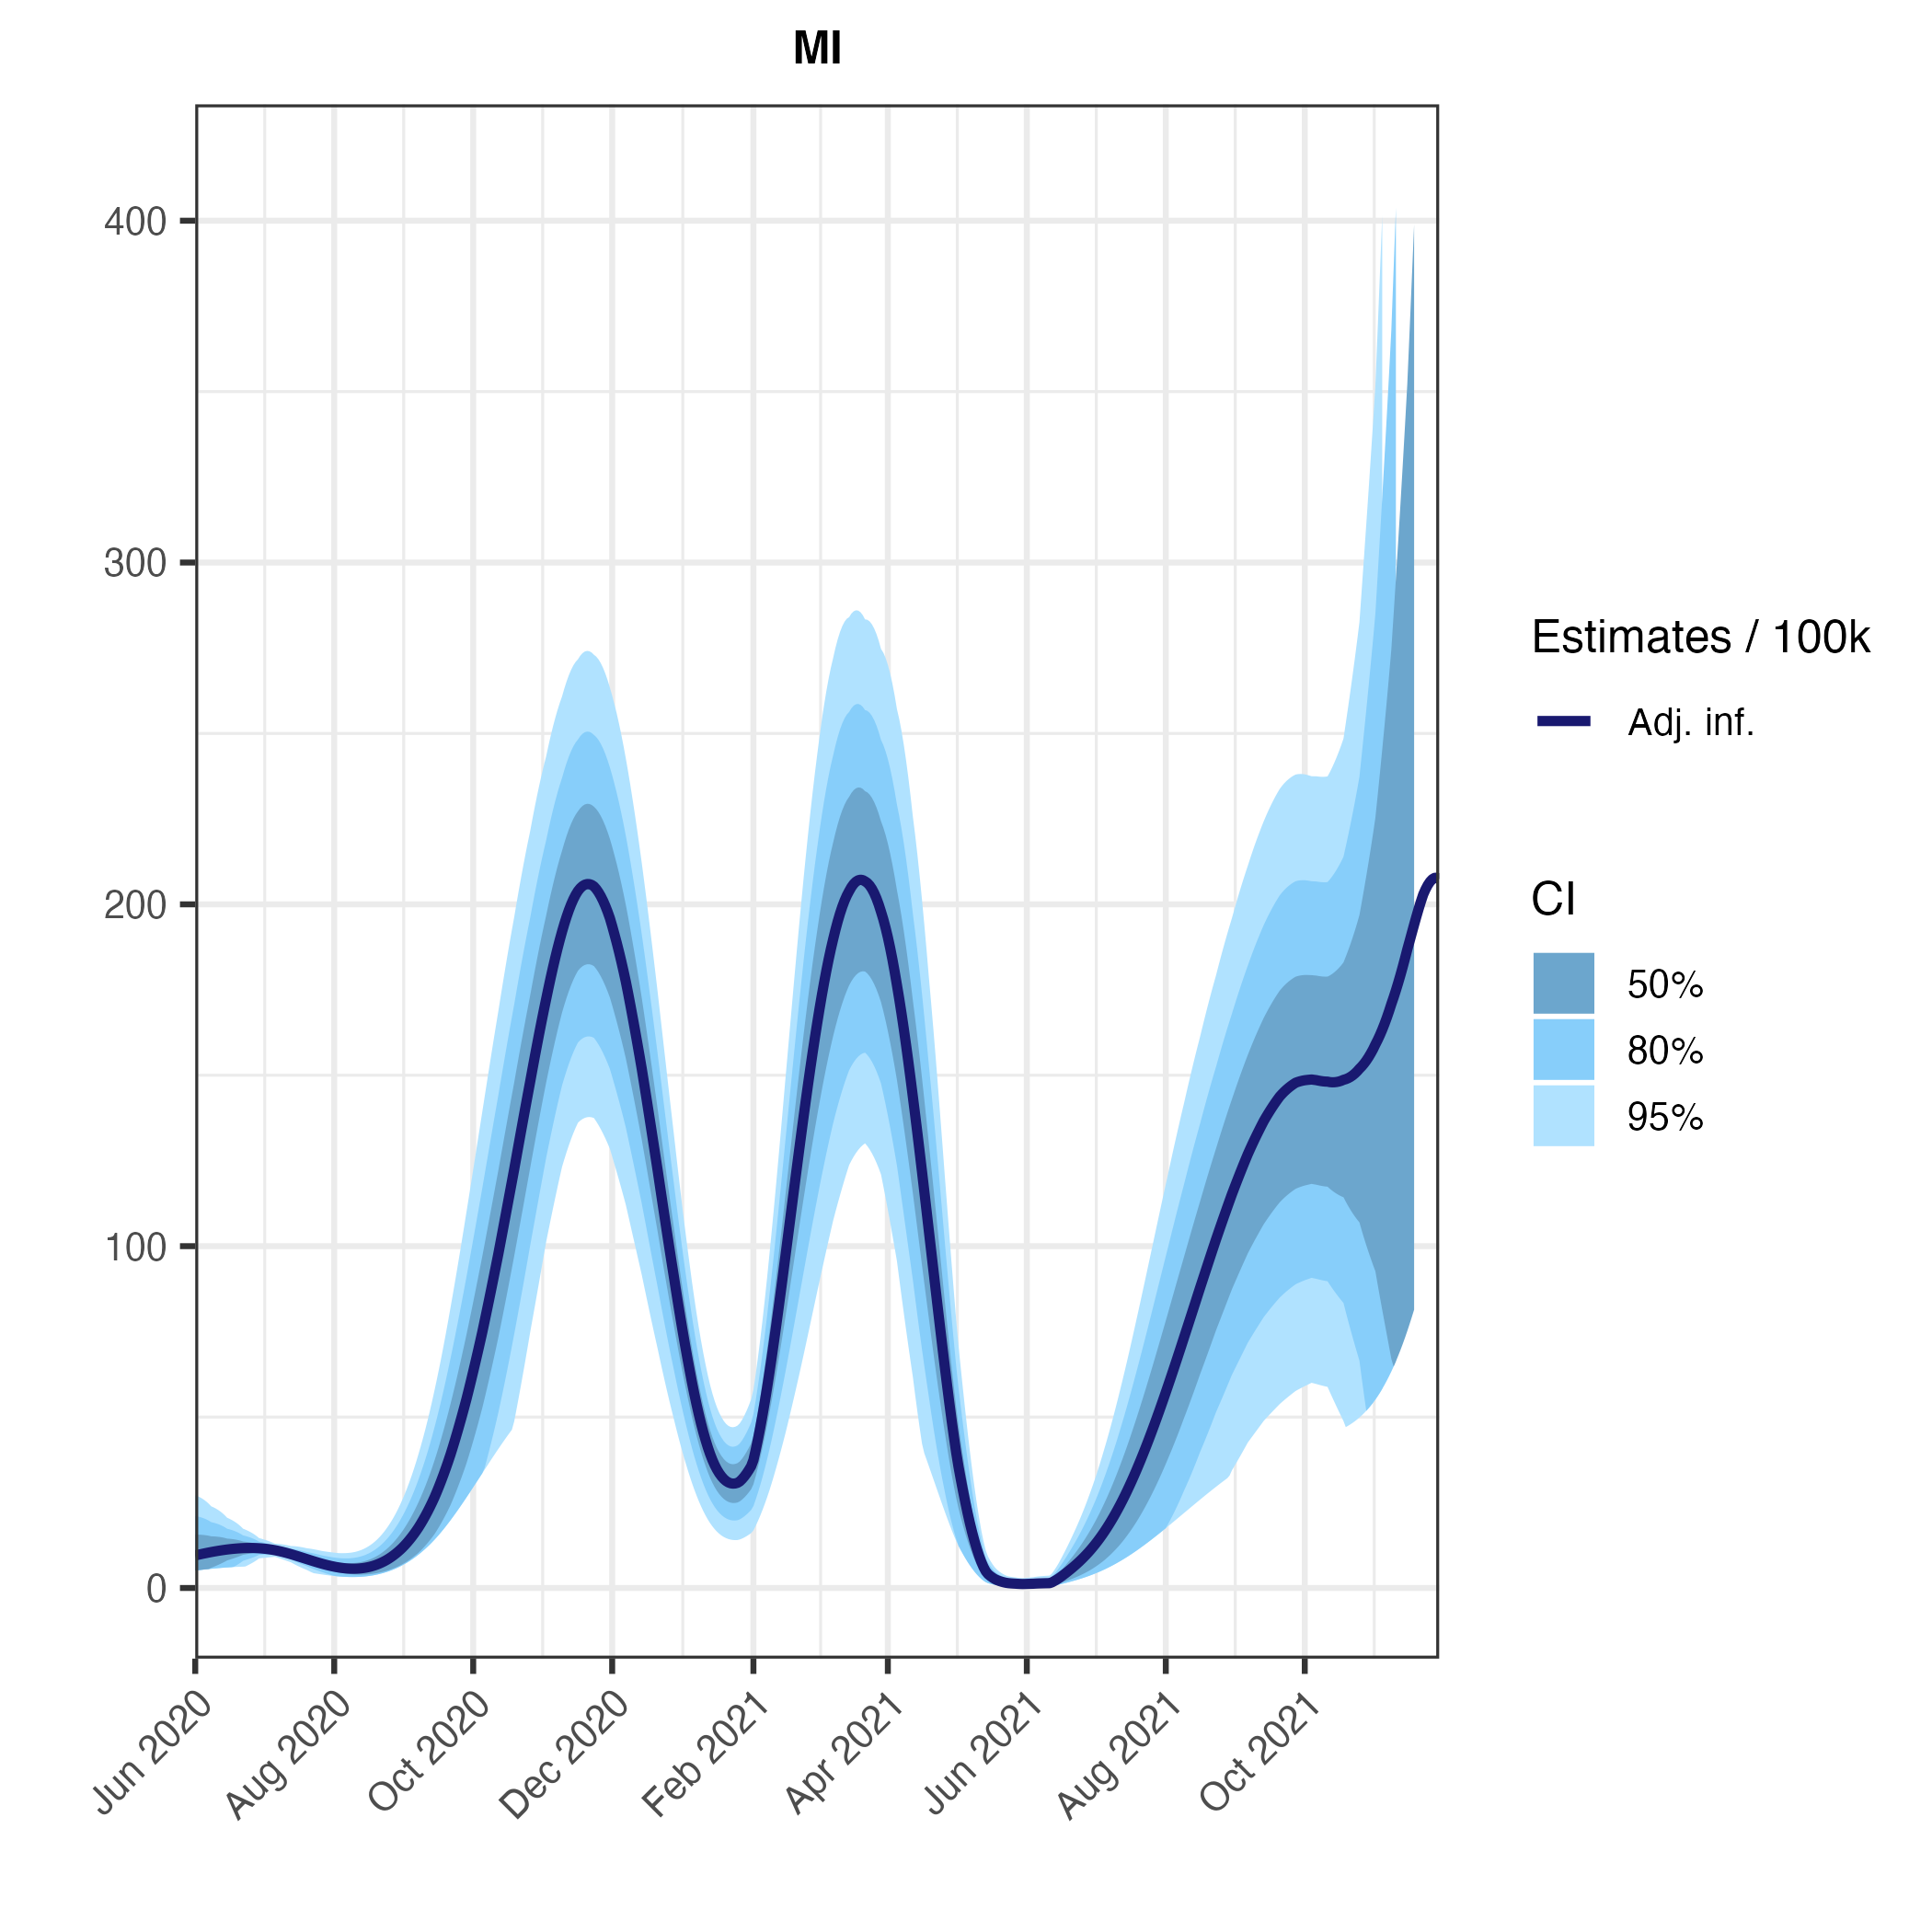 MI
400
300
200
100
0
Jun 2020
Aug 2020
Oct 2020
Dec 2020
Feb 2021
Apr 2021
Jun 2021
Aug 2021
Oct 2021
Estimates / 100k
Adj. inf.
CI
50%
80%
95%